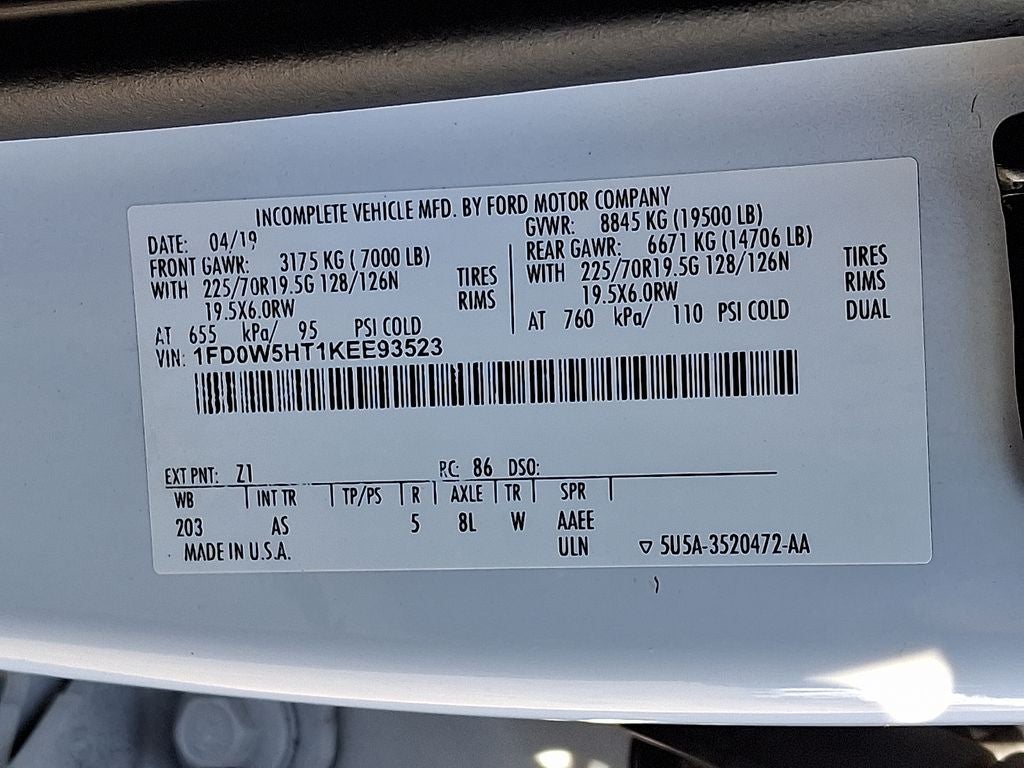 INCOMPLETE VEHICLE MFD. BY FORD MOTOR COMPANY
DATE: 04/19
FRONT GAWR: 3175 KG ( 7000 LB)
WITH 225/70R19.5G 128/126N TIRES
19.5X6.0RW RIMS
AT 655 kPa/ 95 PSI COLD
GVWR: 8845 KG (19500 LB)
REAR GAWR: 6671 KG (14706 LB)
WITH 225/70R19.5G 128/126N TIRES
19.5X6.0RW RIMS
AT 760 kPa/ 110 PSI COLD DUAL
VIN: 1FD0W5HT1KEE93523
EXT PNT: Z1 RC: 86 DSO:
WB INT TR TP/PS R AXLE TR SPR
203 AS 5 8L W AAEE
MADE IN U.S.A. ULN ▽ 5U5A-3520472-AA